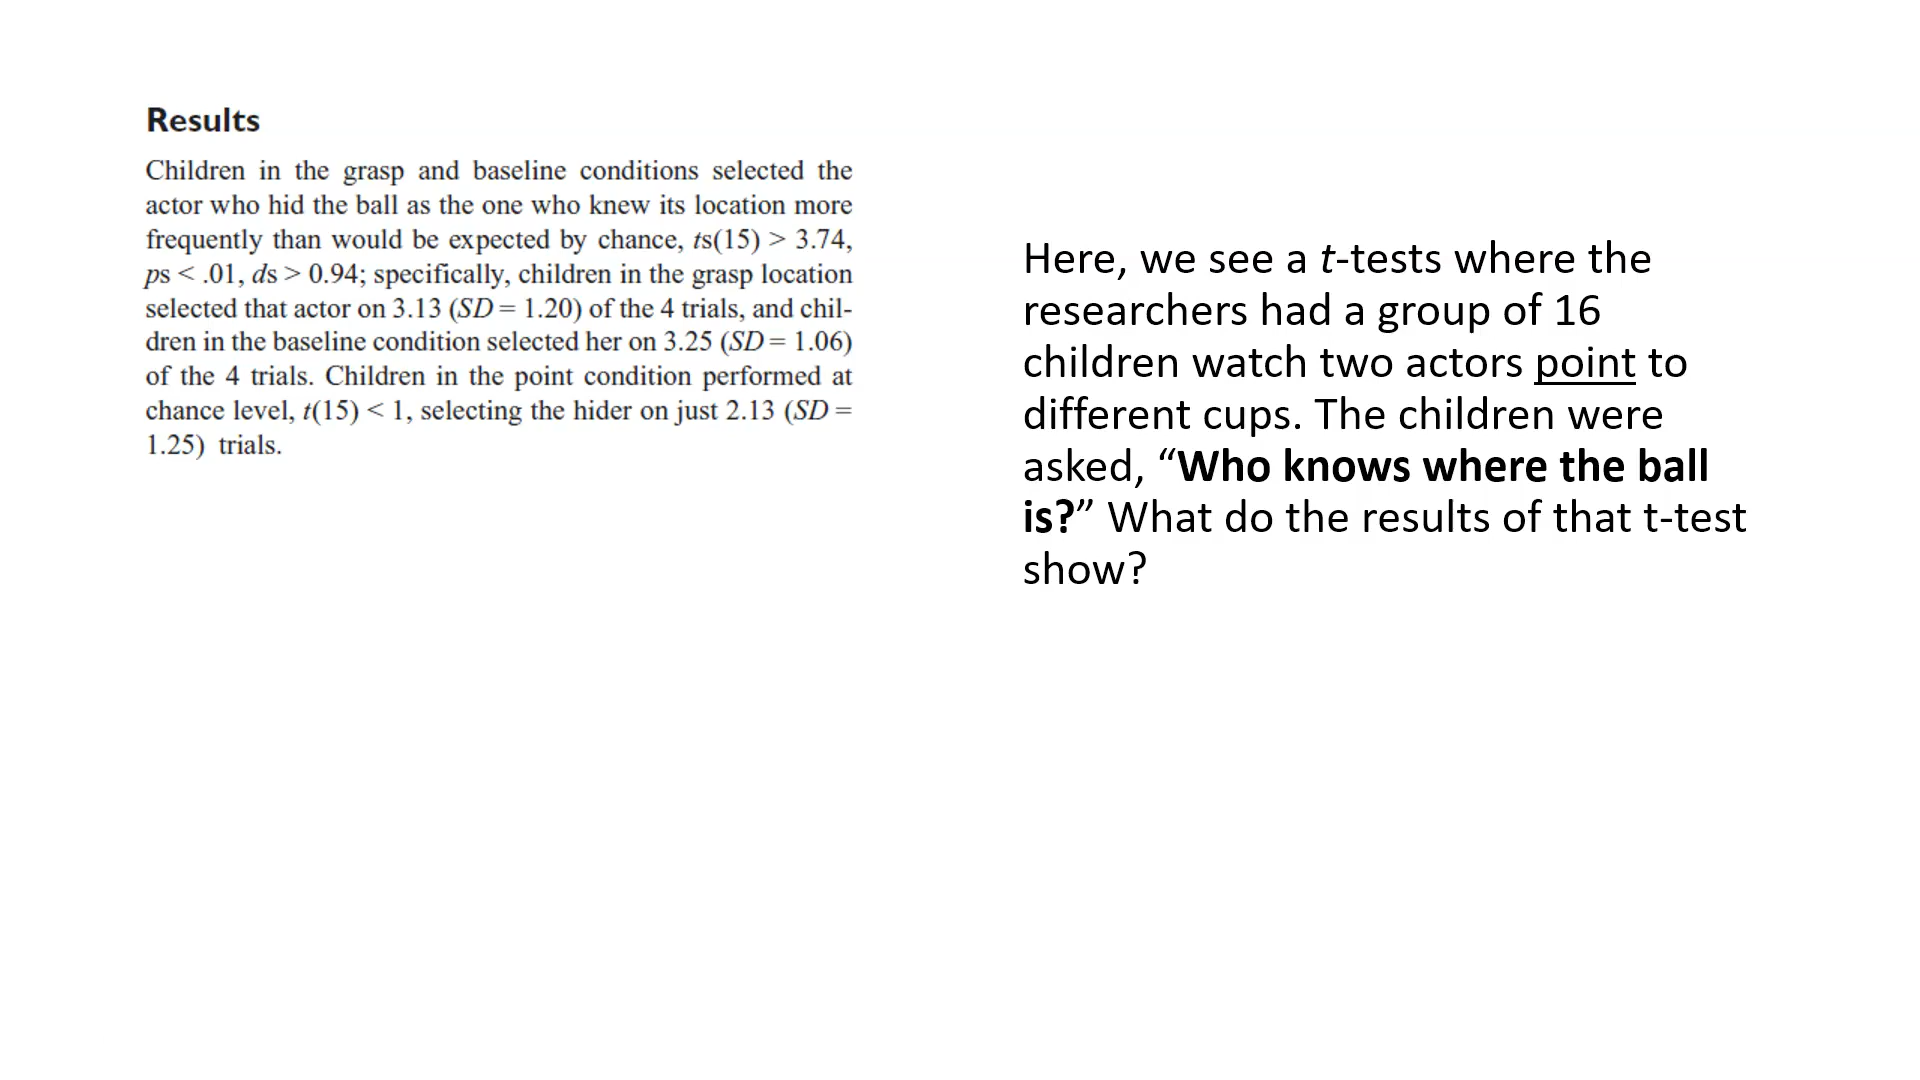 Results
Children in the grasp and baseline conditions selected the
actor who hid the ball as the one who knew its location more
frequently than would be expected by chance, ts(15) > 3.74,
ps < .01, ds > 0.94; specifically, children in the grasp location
selected that actor on 3.13 (SD = 1.20) of the 4 trials, and chil-
dren in the baseline condition selected her on 3.25 (SD = 1.06)
of the 4 trials. Children in the point condition performed at
chance level, t(15) < 1, selecting the hider on just 2.13 (SD =
1.25) trials.
Here, we see a t-tests where the
researchers had a group of 16
children watch two actors point to
different cups. The children were
asked, “Who knows where the ball
is?” What do the results of that t-test
show?